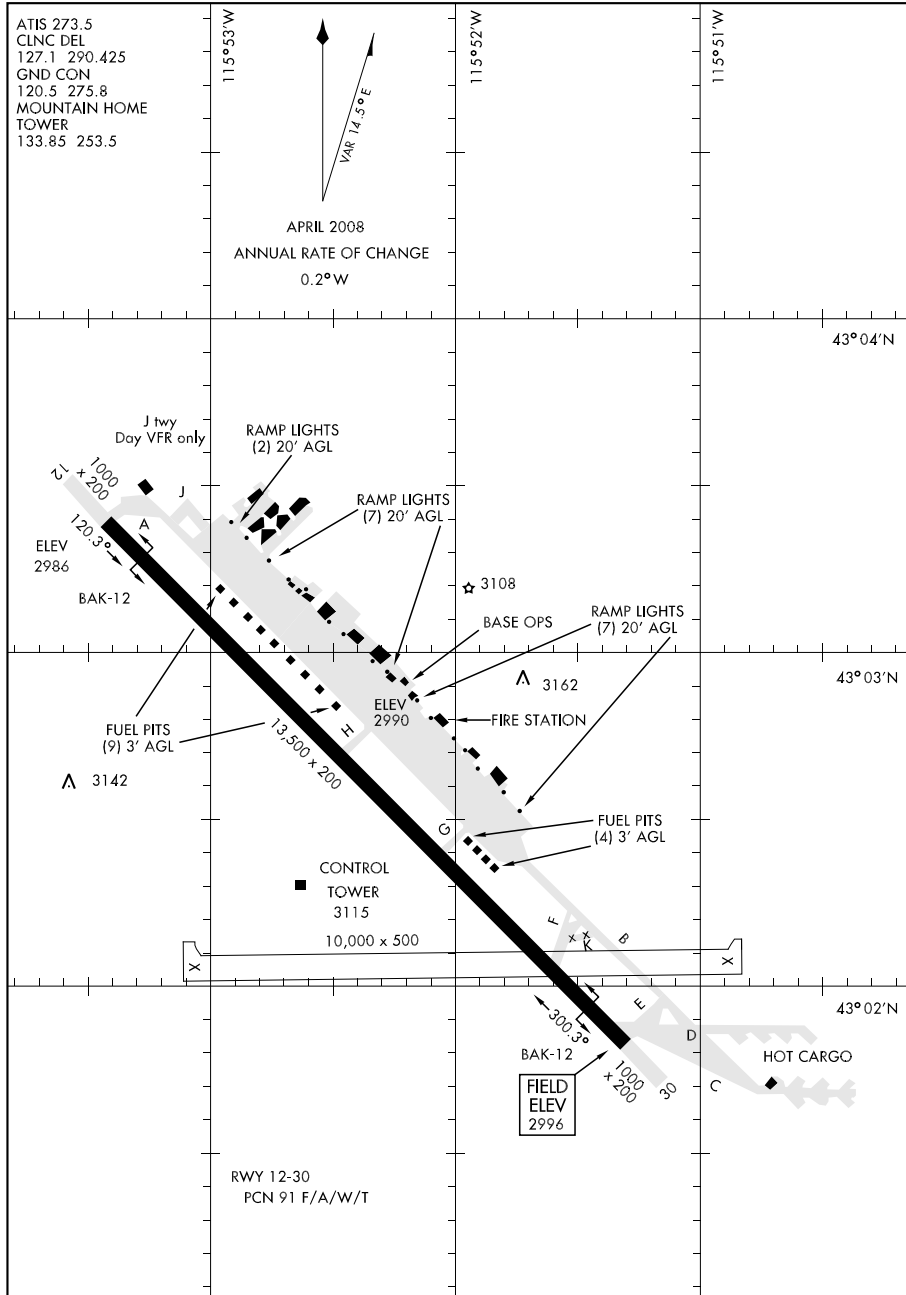 ATIS 273.5
CLNC DEL
127.1 290.425
GND CON
120.5 275.8
MOUNTAIN HOME
TOWER
133.85 253.5
115°53'W
115°52'W
115°51'W
VAR 14.5°E
APRIL 2008
ANNUAL RATE OF CHANGE
0.2°W
43°04'N
J twy
Day VFR only
RAMP LIGHTS
(2) 20' AGL
12
1000
x 200
J
RAMP LIGHTS
(7) 20' AGL
120.3°
A
ELEV
2986
BAK-12
3108
RAMP LIGHTS
(7) 20' AGL
BASE OPS
43°03'N
3162
ELEV
2990
FIRE STATION
FUEL PITS
(9) 3' AGL
13,500 x 200
H
3142
G
FUEL PITS
(4) 3' AGL
CONTROL
TOWER
3115
F
x x
K
B
10,000 x 500
X
X
43°02'N
E
300.3°
D
BAK-12
HOT CARGO
1000
x 200
30
C
FIELD
ELEV
2996
RWY 12-30
PCN 91 F/A/W/T